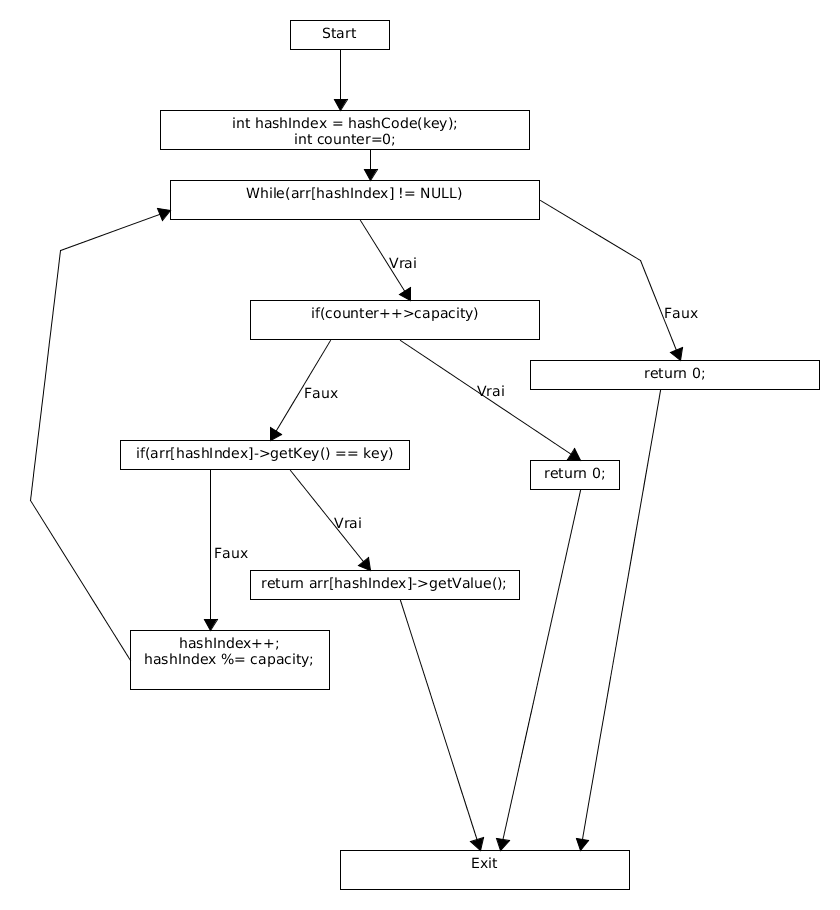 Start
int hashIndex = hashCode(key);
int counter=0;
While(arr[hashIndex] != NULL)
Vrai
if(counter++>capacity)
Faux
return 0;
Faux
Vrai
if(arr[hashIndex]->getKey() == key)
return 0;
Vrai
Faux
return arr[hashIndex]->getValue();
hashIndex++;
hashIndex %= capacity;
Exit